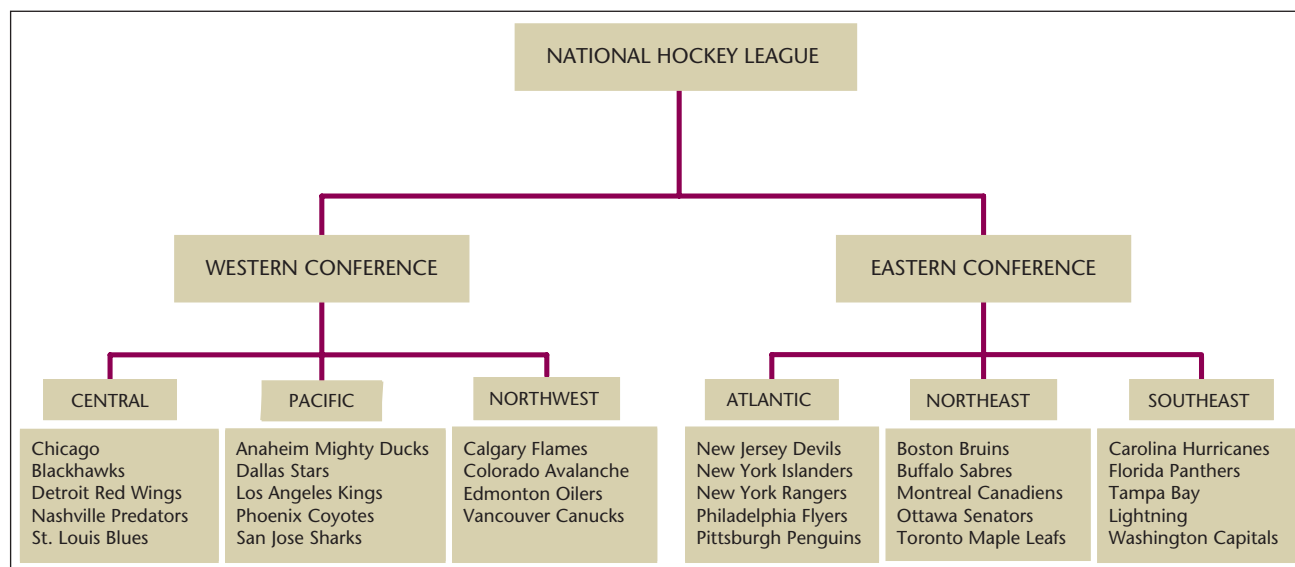 NATIONAL HOCKEY LEAGUE
WESTERN CONFERENCE
EASTERN CONFERENCE
CENTRAL
Chicago
Blackhawks
Detroit Red Wings
Nashville Predators
St. Louis Blues
PACIFIC
Anaheim Mighty Ducks
Dallas Stars
Los Angeles Kings
Phoenix Coyotes
San Jose Sharks
NORTHWEST
Calgary Flames
Colorado Avalanche
Edmonton Oilers
Vancouver Canucks
ATLANTIC
New Jersey Devils
New York Islanders
New York Rangers
Philadelphia Flyers
Pittsburgh Penguins
NORTHEAST
Boston Bruins
Buffalo Sabres
Montreal Canadiens
Ottawa Senators
Toronto Maple Leafs
SOUTHEAST
Carolina Hurricanes
Florida Panthers
Tampa Bay
Lightning
Washington Capitals